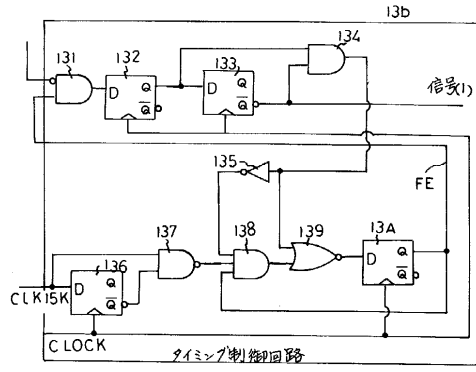 13b
131
132
133
134
D Q
Q̅
D Q
Q̅
信号(1)
135
FE
137
138
139
13A
136
D Q
Q̅
D Q
Q̅
CLK15K
CLOCK
タイミング制御回路